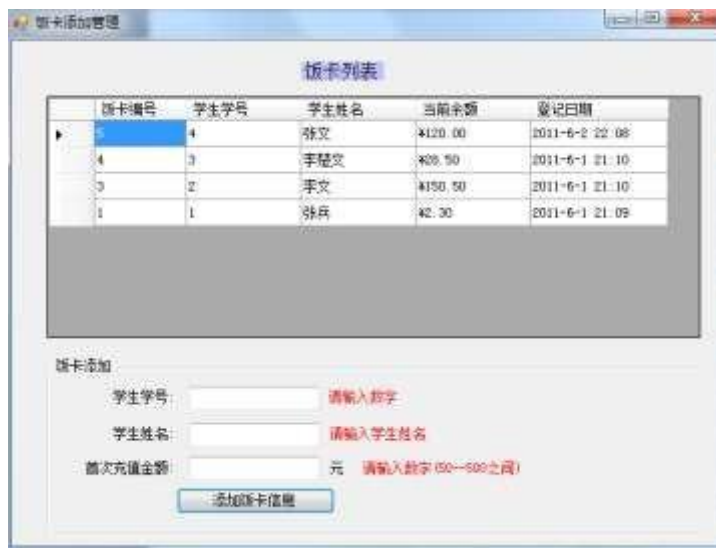 饭卡添加管理
饭卡列表
饭卡编号 学生学号 学生姓名 当前余额 登记日期
5 4 张文 ¥120.00 2011-6-2 22:08
4 3 李楚文 ¥28.50 2011-6-1 21:10
3 2 李文 ¥150.50 2011-6-1 21:10
1 1 张兵 ¥2.30 2011-6-1 21:09
饭卡添加
学生学号: 请输入数字
学生姓名: 请输入学生姓名
首次充值金额: 元 请输入数字(50--500之间)
添加饭卡信息